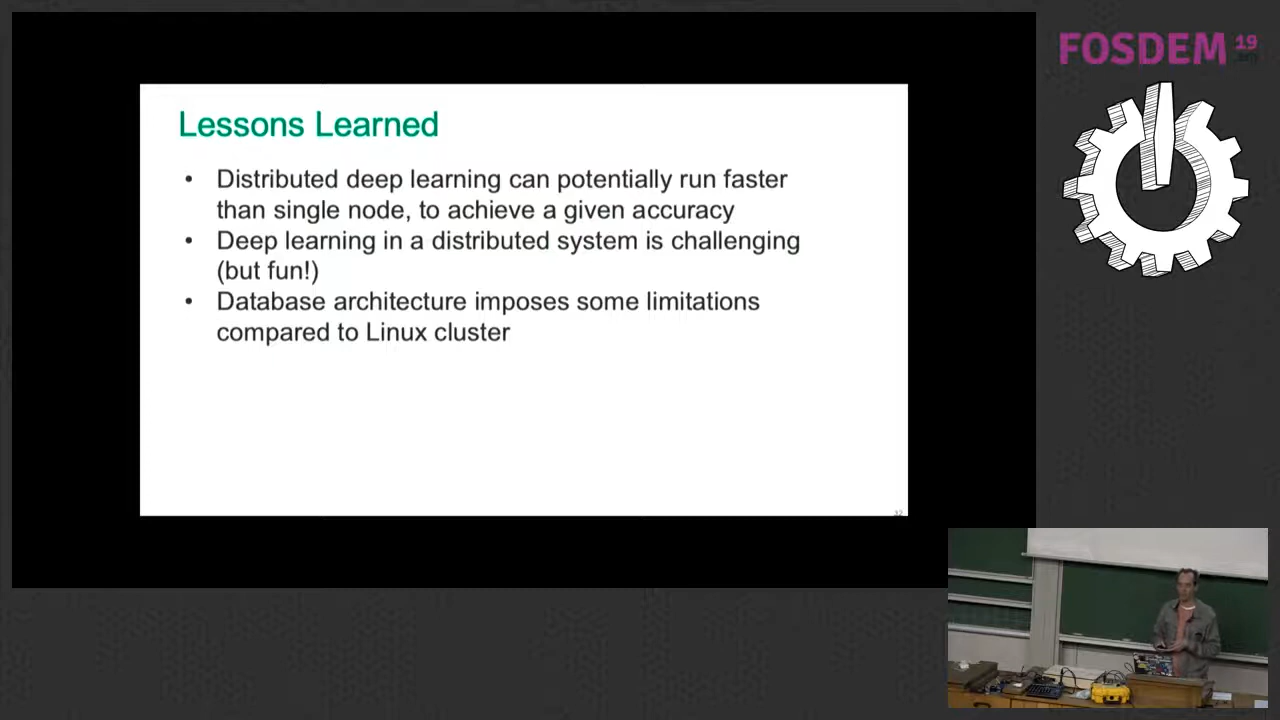 Lessons Learned
• Distributed deep learning can potentially run faster
than single node, to achieve a given accuracy
• Deep learning in a distributed system is challenging
(but fun!)
• Database architecture imposes some limitations
compared to Linux cluster
32
FOSDEM 19